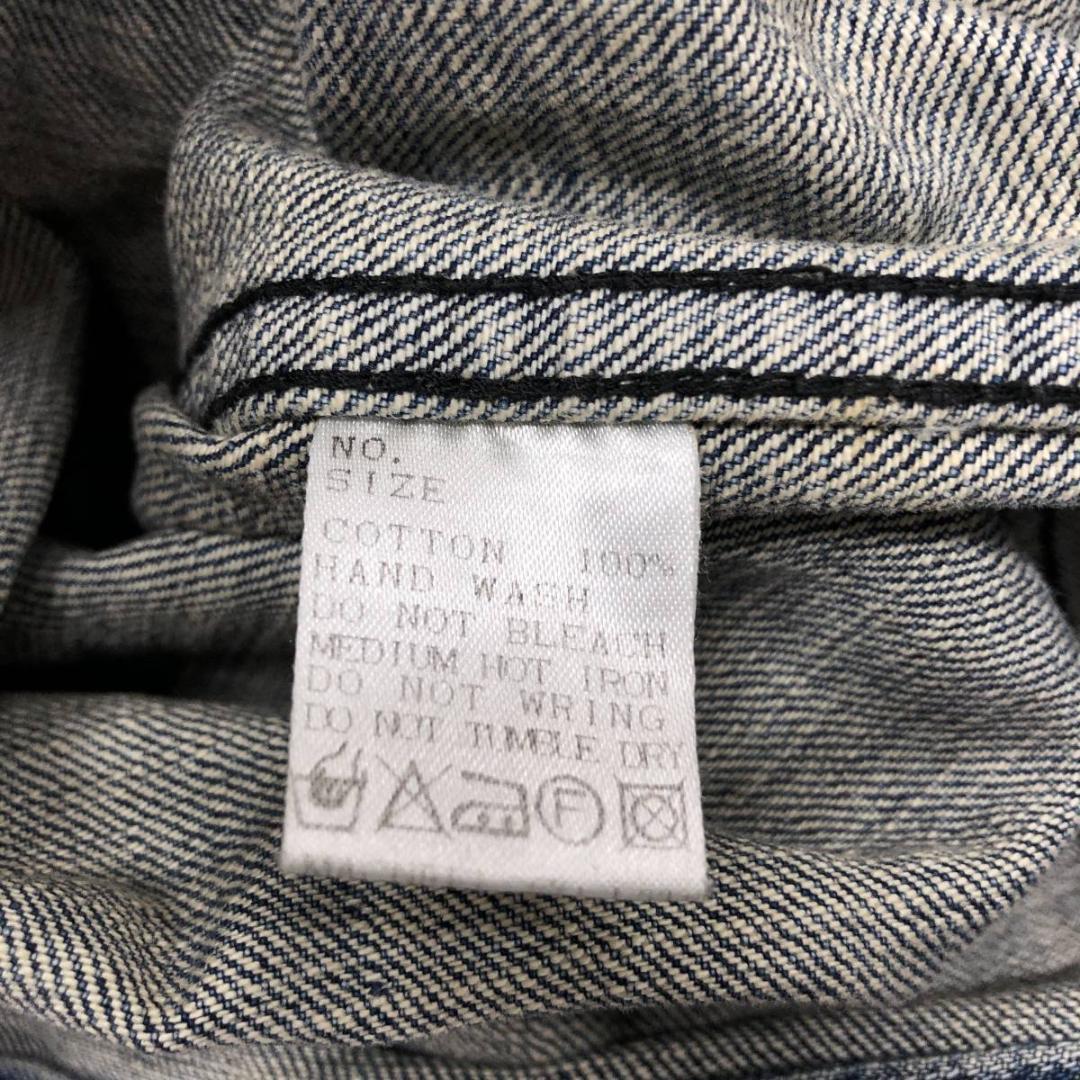 NO.
SIZE
COTTON 100%
HAND WASH
DO NOT BLEACH
MEDIUM HOT IRON
DO NOT WRING
DO NOT TUMBLE DRY
F